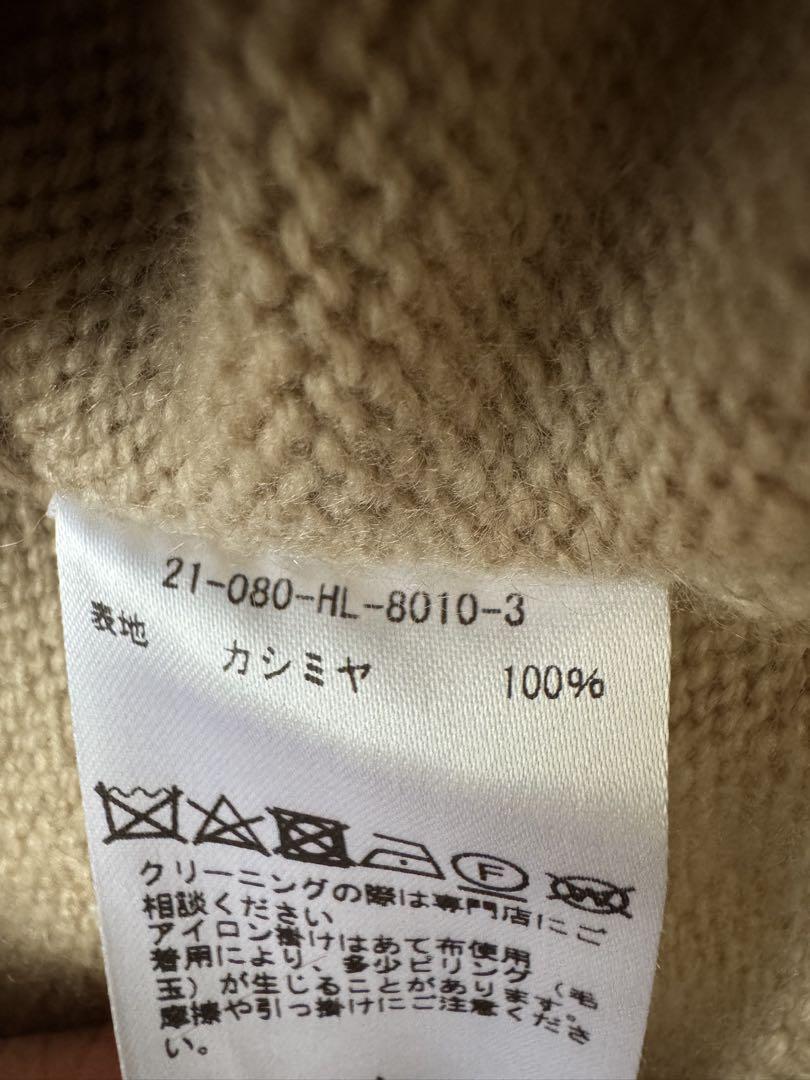 21-080-HL-8010-3
表地 カシミヤ 100%
F
W
クリーニングの際は専門店にご
相談ください
アイロン掛けはあて布使用
着用により、多少ピリング（毛
玉）が生じることがあります。
摩擦や引っ掛けにご注意くださ
い。